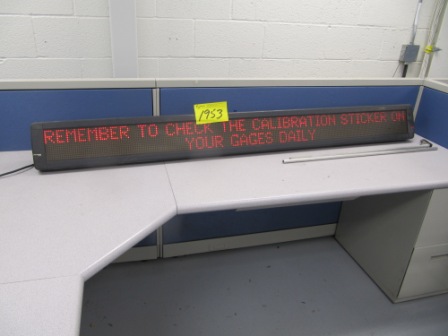 1953
REMEMBER TO CHECK THE CALIBRATION STICKER ON
YOUR GAGES DAILY